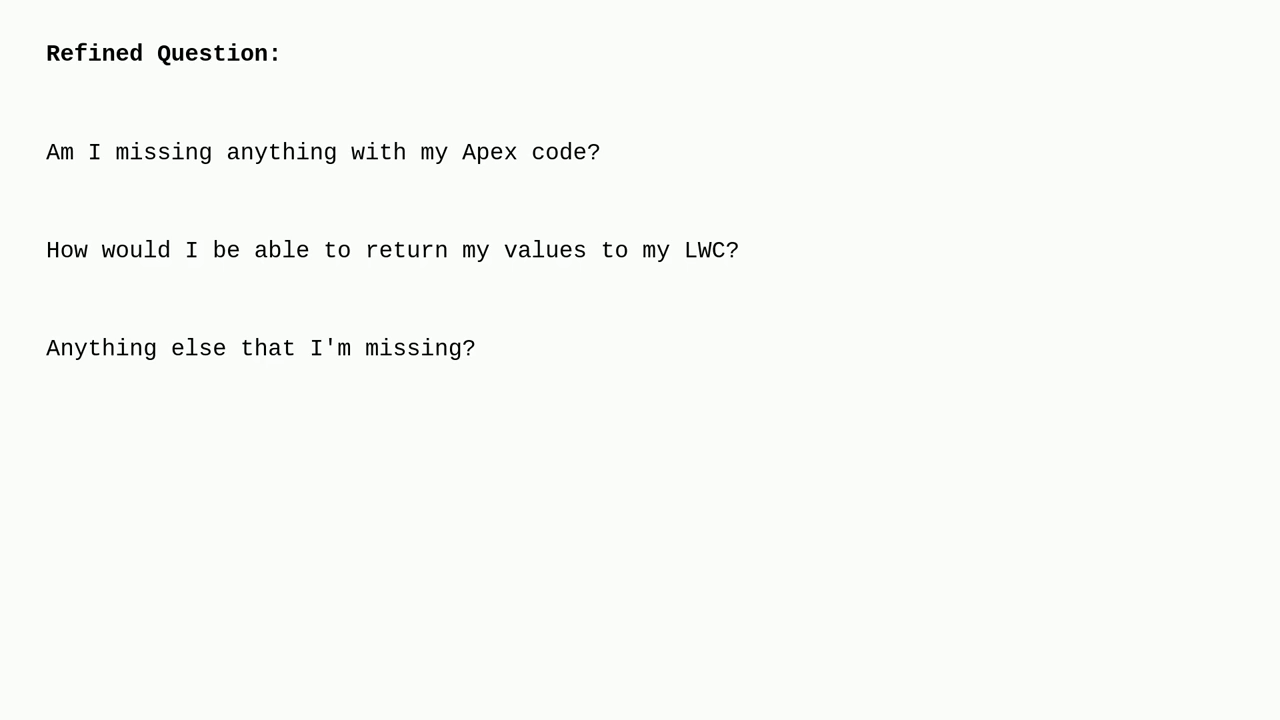 Refined Question:
Am I missing anything with my Apex code?
How would I be able to return my values to my LWC?
Anything else that I'm missing?